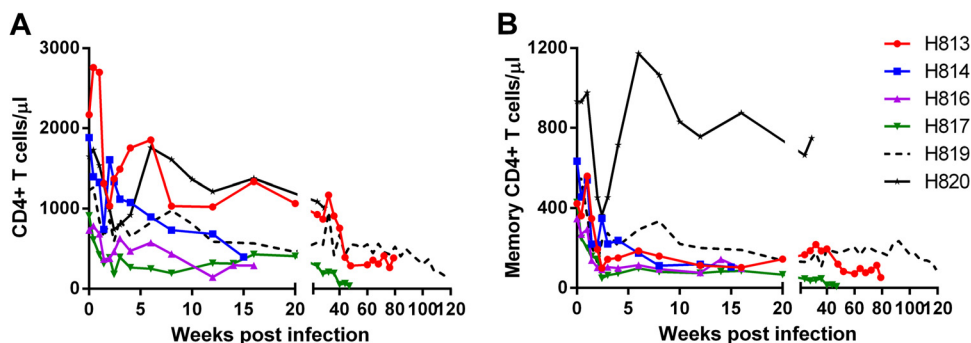 A
3000
2000
1000
0
CD4+ T cells/µl
0 5 10 15 20 20 40 60 80 100 120
Weeks post infection
B
1200
800
400
0
Memory CD4+ T cells/µl
0 5 10 15 20 20 40 60 80 100 120
Weeks post infection
H813
H814
H816
H817
H819
H820